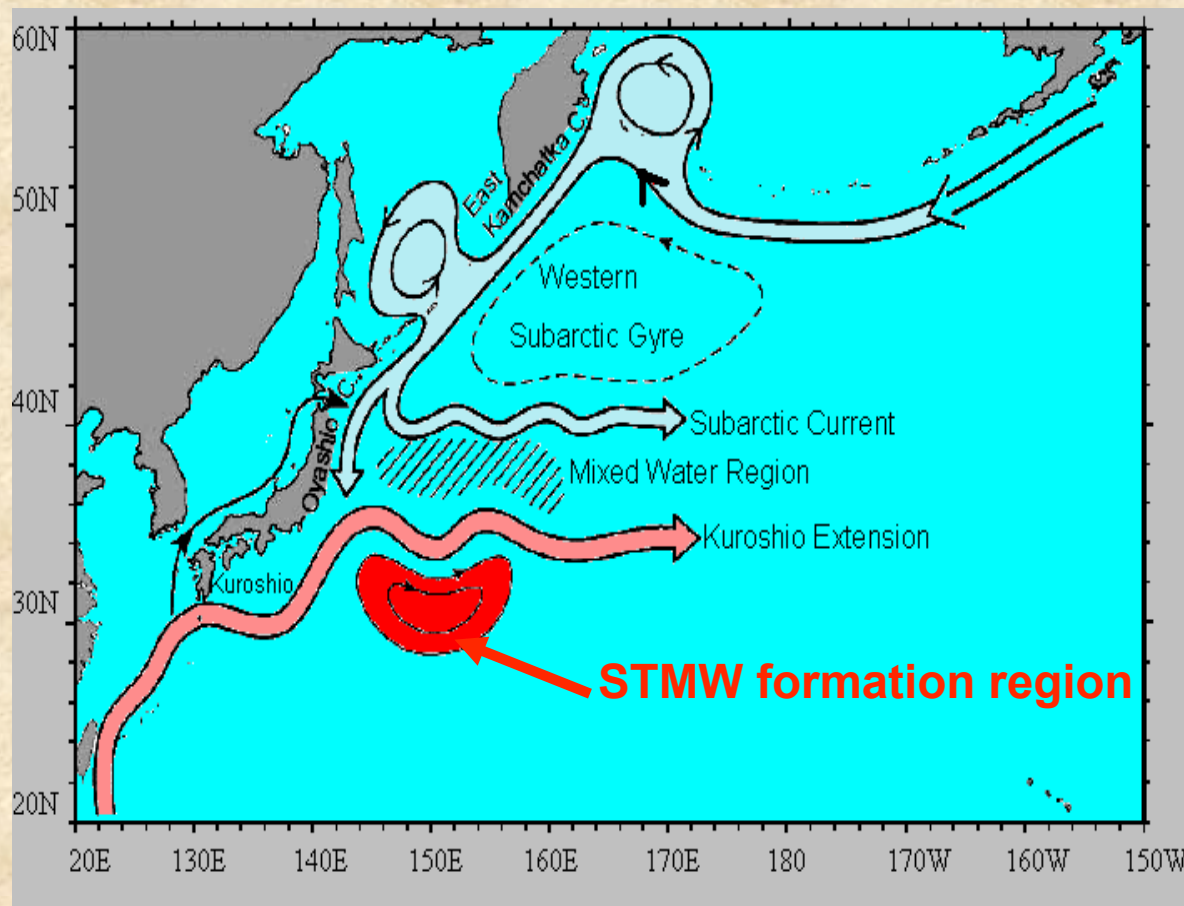 60N
50N
40N
30N
20N
East
Kamchatka C.
Western
Subarctic Gyre
Subarctic Current
Mixed Water Region
Oyashio C.
Kuroshio Extension
Kuroshio
STMW formation region
20E 130E 140E 150E 160E 170E 180 170W 160W 150W